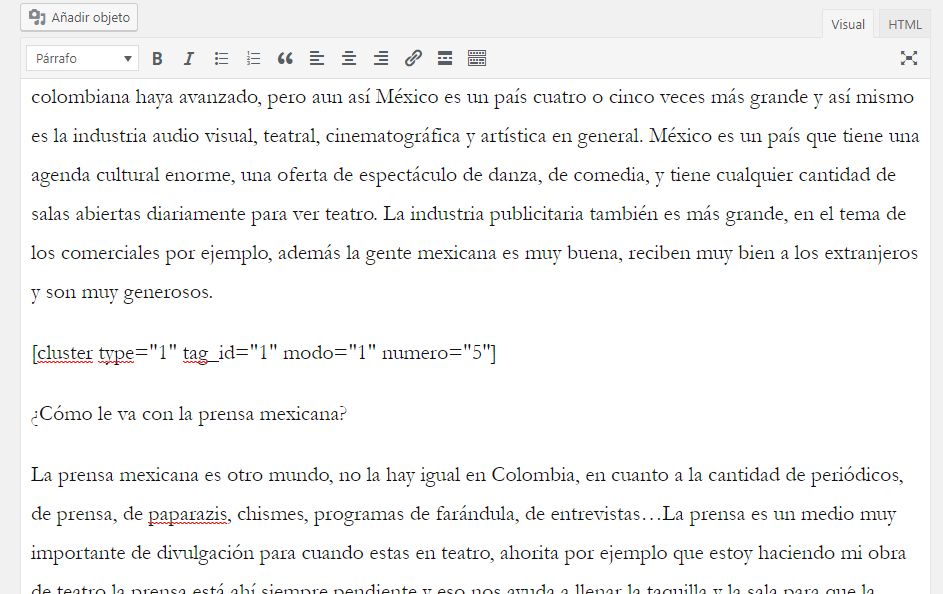 Añadir objeto
Visual HTML
Párrafo B I
colombiana haya avanzado, pero aun así México es un país cuatro o cinco veces más grande y así mismo
es la industria audio visual, teatral, cinematográfica y artística en general. México es un país que tiene una
agenda cultural enorme, una oferta de espectáculo de danza, de comedia, y tiene cualquier cantidad de
salas abiertas diariamente para ver teatro. La industria publicitaria también es más grande, en el tema de
los comerciales por ejemplo, además la gente mexicana es muy buena, reciben muy bien a los extranjeros
y son muy generosos.
[cluster type="1" tag_id="1" modo="1" numero="5"]
¿Cómo le va con la prensa mexicana?
La prensa mexicana es otro mundo, no la hay igual en Colombia, en cuanto a la cantidad de periódicos,
de prensa, de paparazis, chismes, programas de farándula, de entrevistas…La prensa es un medio muy
importante de divulgación para cuando estas en teatro, ahorita por ejemplo que estoy haciendo mi obra
de teatro la prensa está ahí siempre pendiente y eso nos ayuda a llenar la taquilla y la sala para que la